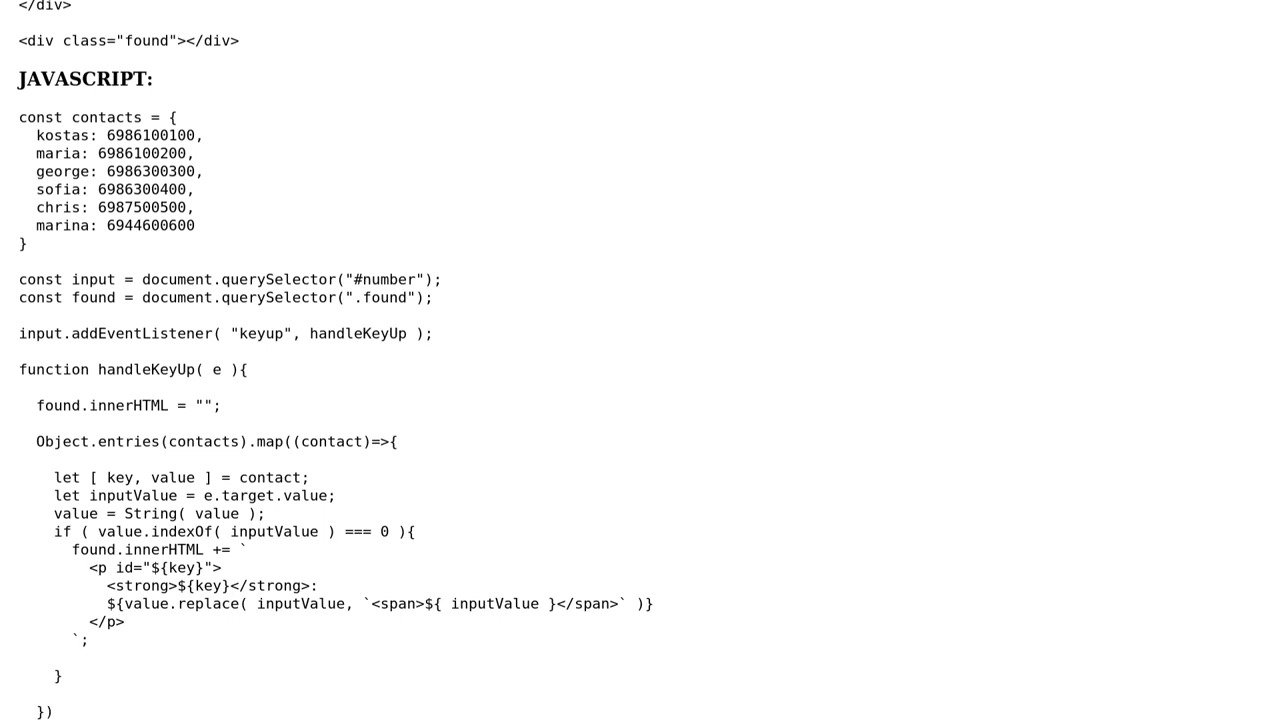 </div>
<div class="found"></div>
JAVASCRIPT:
const contacts = {
  kostas: 6986100100,
  maria: 6986100200,
  george: 6986300300,
  sofia: 6986300400,
  chris: 6987500500,
  marina: 6944600600
}
const input = document.querySelector("#number");
const found = document.querySelector(".found");
input.addEventListener( "keyup", handleKeyUp );
function handleKeyUp( e ){
  found.innerHTML = "";
  Object.entries(contacts).map((contact)=>{
    let [ key, value ] = contact;
    let inputValue = e.target.value;
    value = String( value );
    if ( value.indexOf( inputValue ) === 0 ){
      found.innerHTML += `
        <p id="${key}">
          <strong>${key}</strong>:
          ${value.replace( inputValue, `<span>${ inputValue }</span>` )}
        </p>
      `;
    }
  })